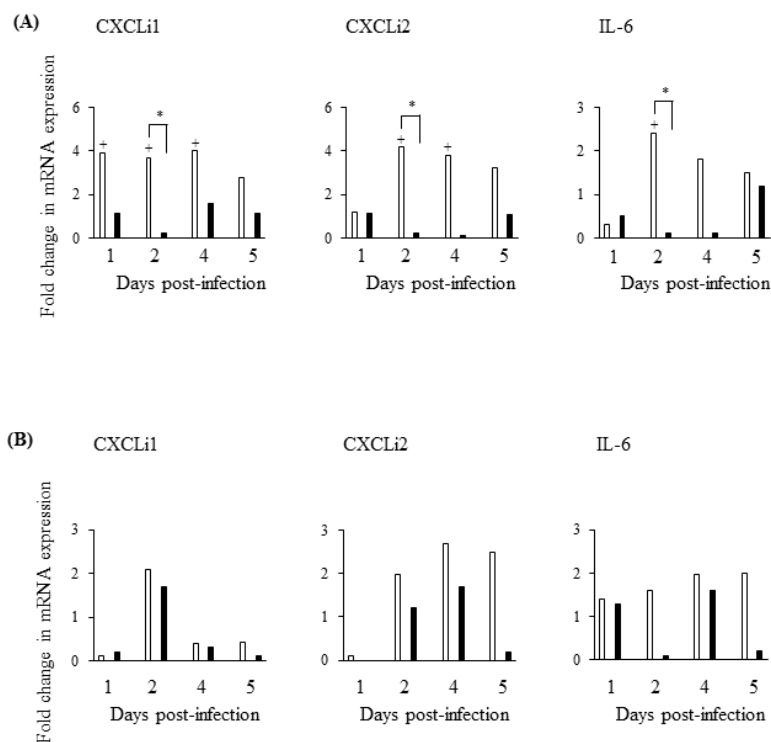 (A)
CXCLi1 CXCLi2 IL-6
Fold change in mRNA expression
6
4
2
0
+ + * +
1 2 4 5
Days post-infection
6
4
2
0
+ * +
1 2 4 5
Days post-infection
3
2
1
0
+ *
1 2 4 5
Days post-infection
(B)
CXCLi1 CXCLi2 IL-6
Fold change in mRNA expression
3
2
1
0
1 2 4 5
Days post-infection
3
2
1
0
1 2 4 5
Days post-infection
3
2
1
0
1 2 4 5
Days post-infection